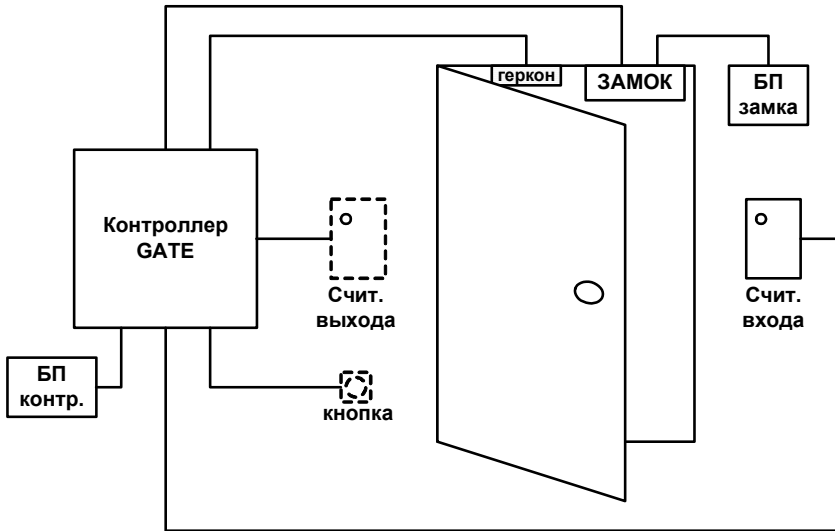 геркон
ЗАМОК
БП
замка
Контроллер
GATE
Счит.
выхода
Счит.
входа
БП
контр.
кнопка